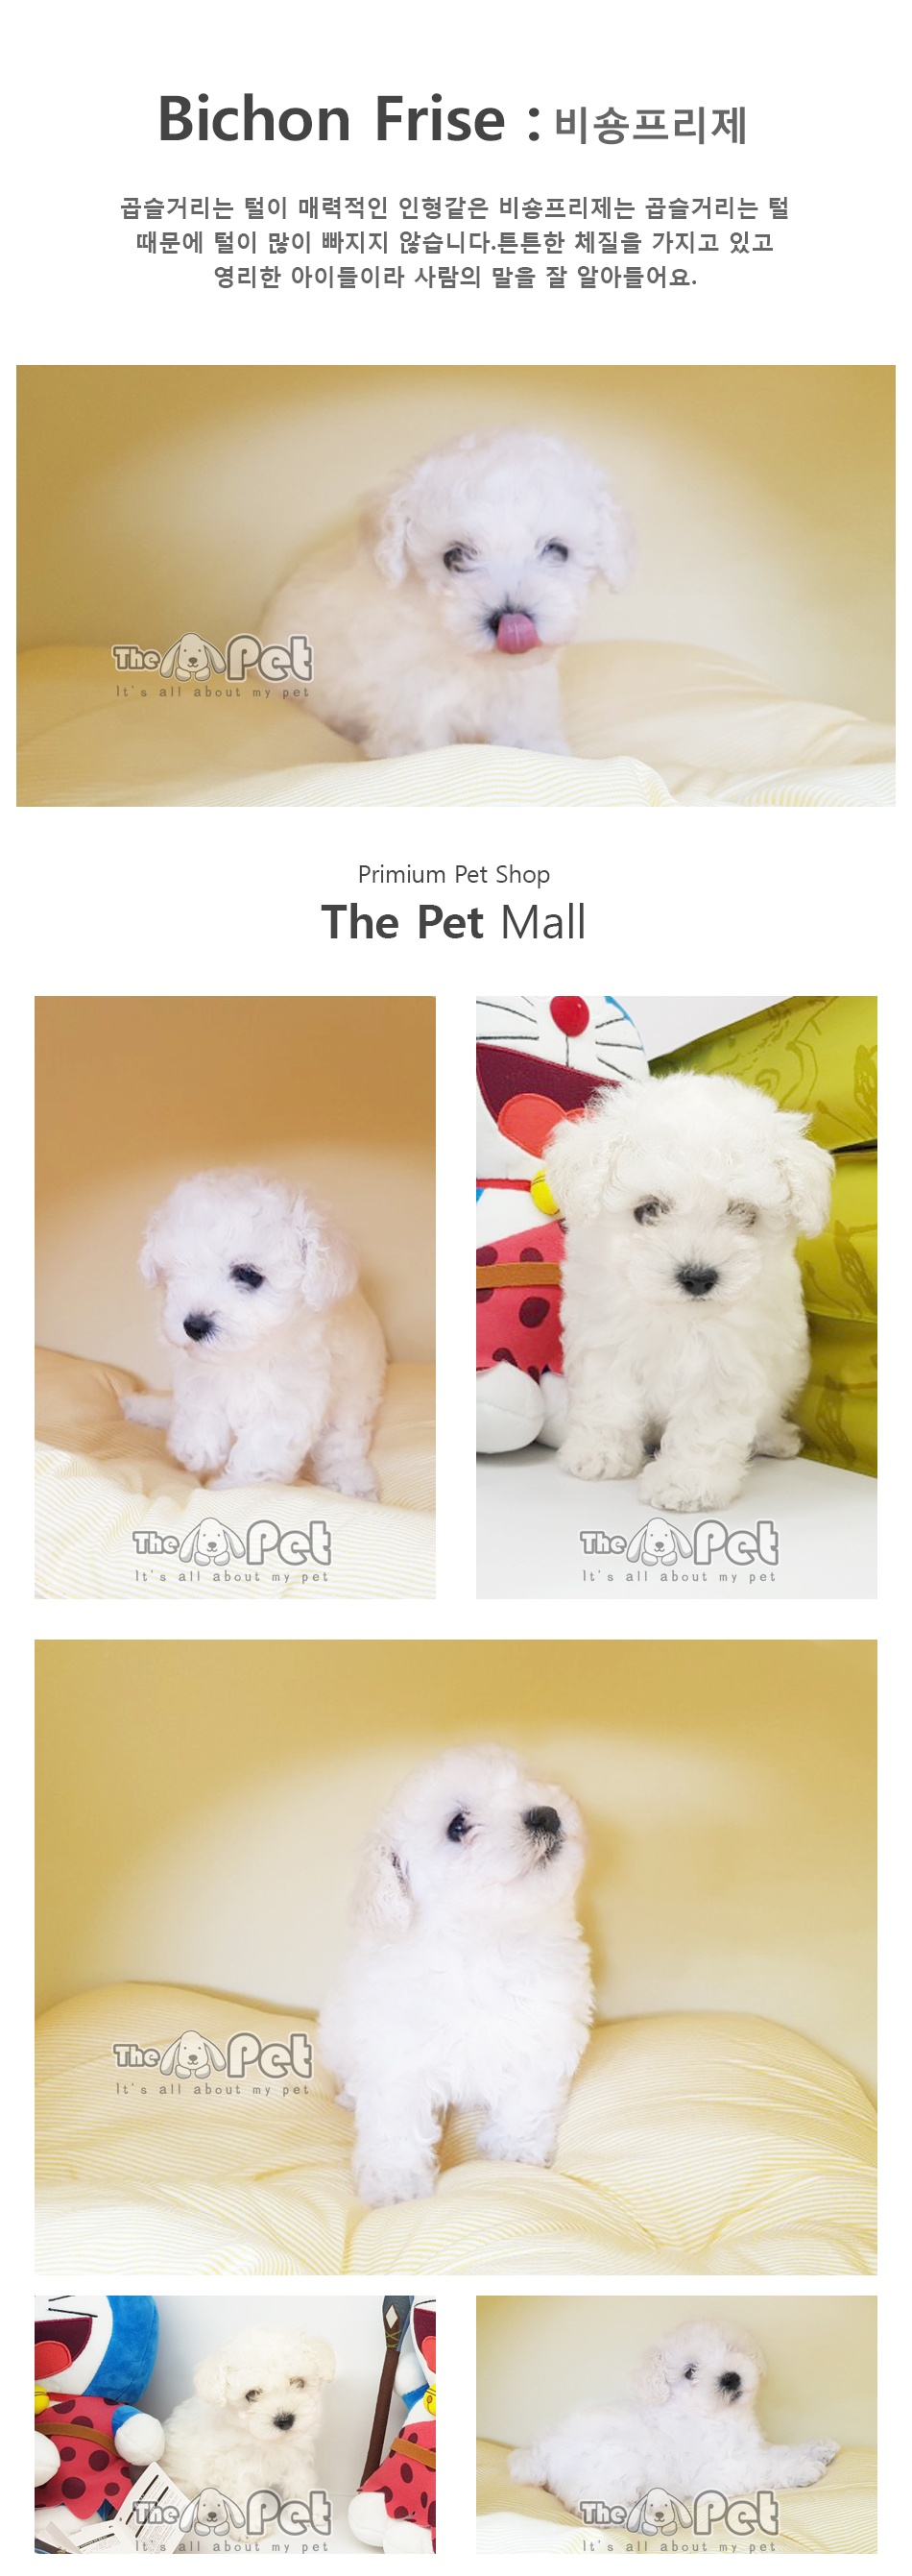 Bichon Frise : 비숑프리제
곱슬거리는 털이 매력적인 인형같은 비숑프리제는 곱슬거리는 털
때문에 털이 많이 빠지지 않습니다.튼튼한 체질을 가지고 있고
영리한 아이들이라 사람의 말을 잘 알아들어요.
The Pet
It's all about my pet
Primium Pet Shop
The Pet Mall
The Pet
It's all about my pet
The Pet
It's all about my pet
The Pet
It's all about my pet
The Pet
It's all about my pet
The Pet
It's all about my pet